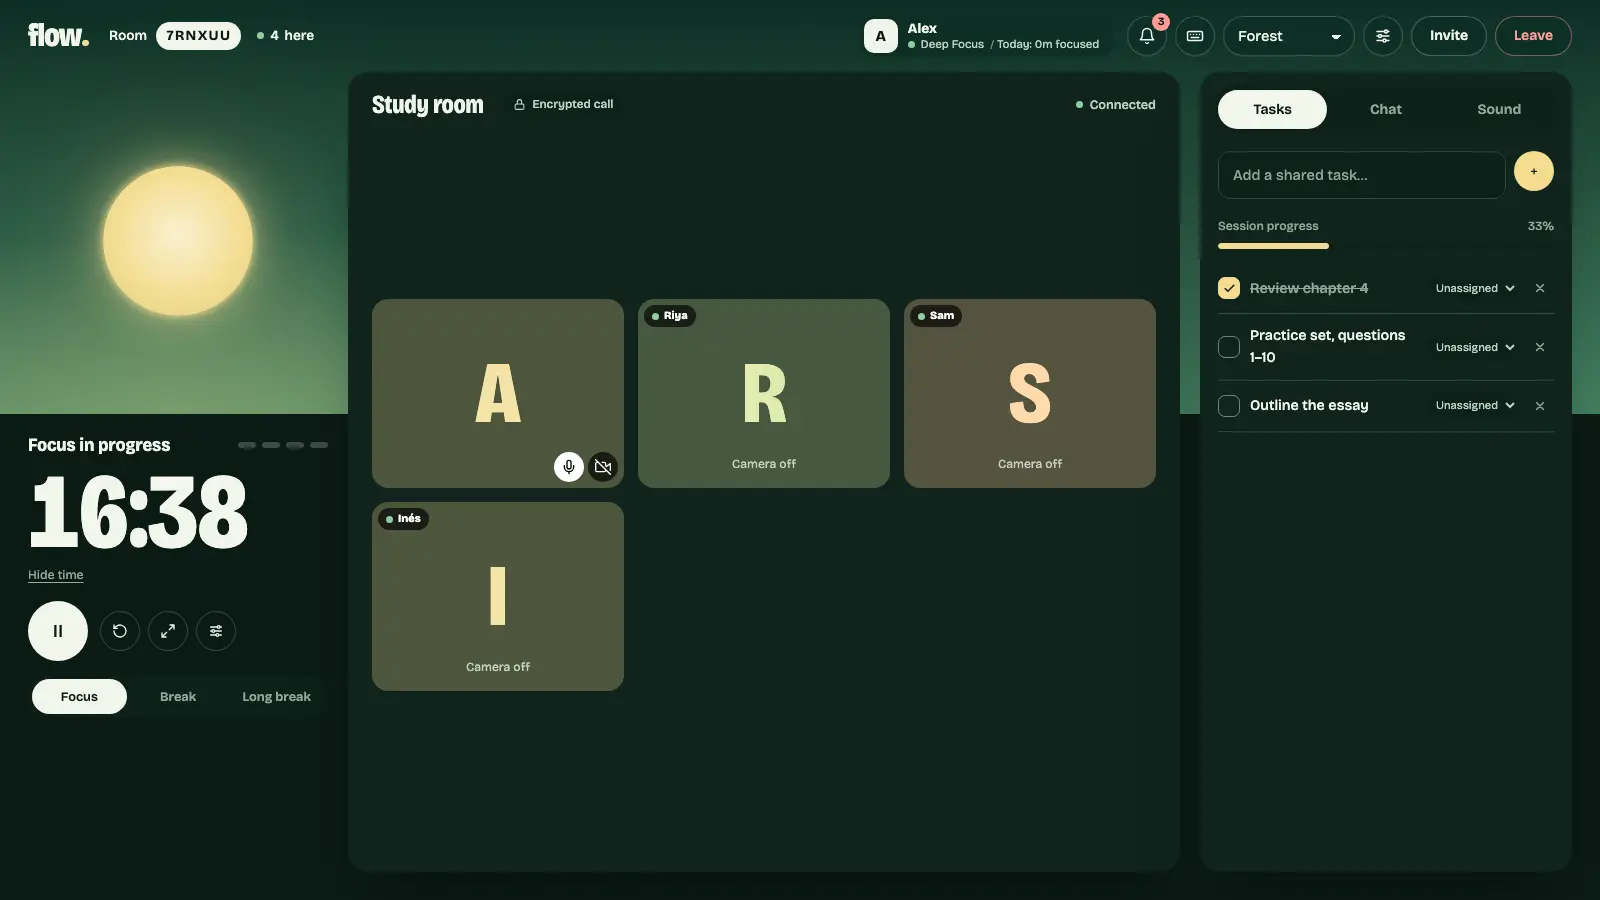 flow.
Room 7RNXUU 4 here
A
Alex
Deep Focus / Today: 0m focused
3
Forest
Invite
Leave
Focus in progress
16:38
Hide time
Focus Break Long break
Study room
Encrypted call
Connected
A
Riya
R
Camera off
Sam
S
Camera off
Inés
I
Camera off
Tasks Chat Sound
Add a shared task...
+
Session progress 33%
Review chapter 4 Unassigned
Practice set, questions
1–10 Unassigned
Outline the essay Unassigned